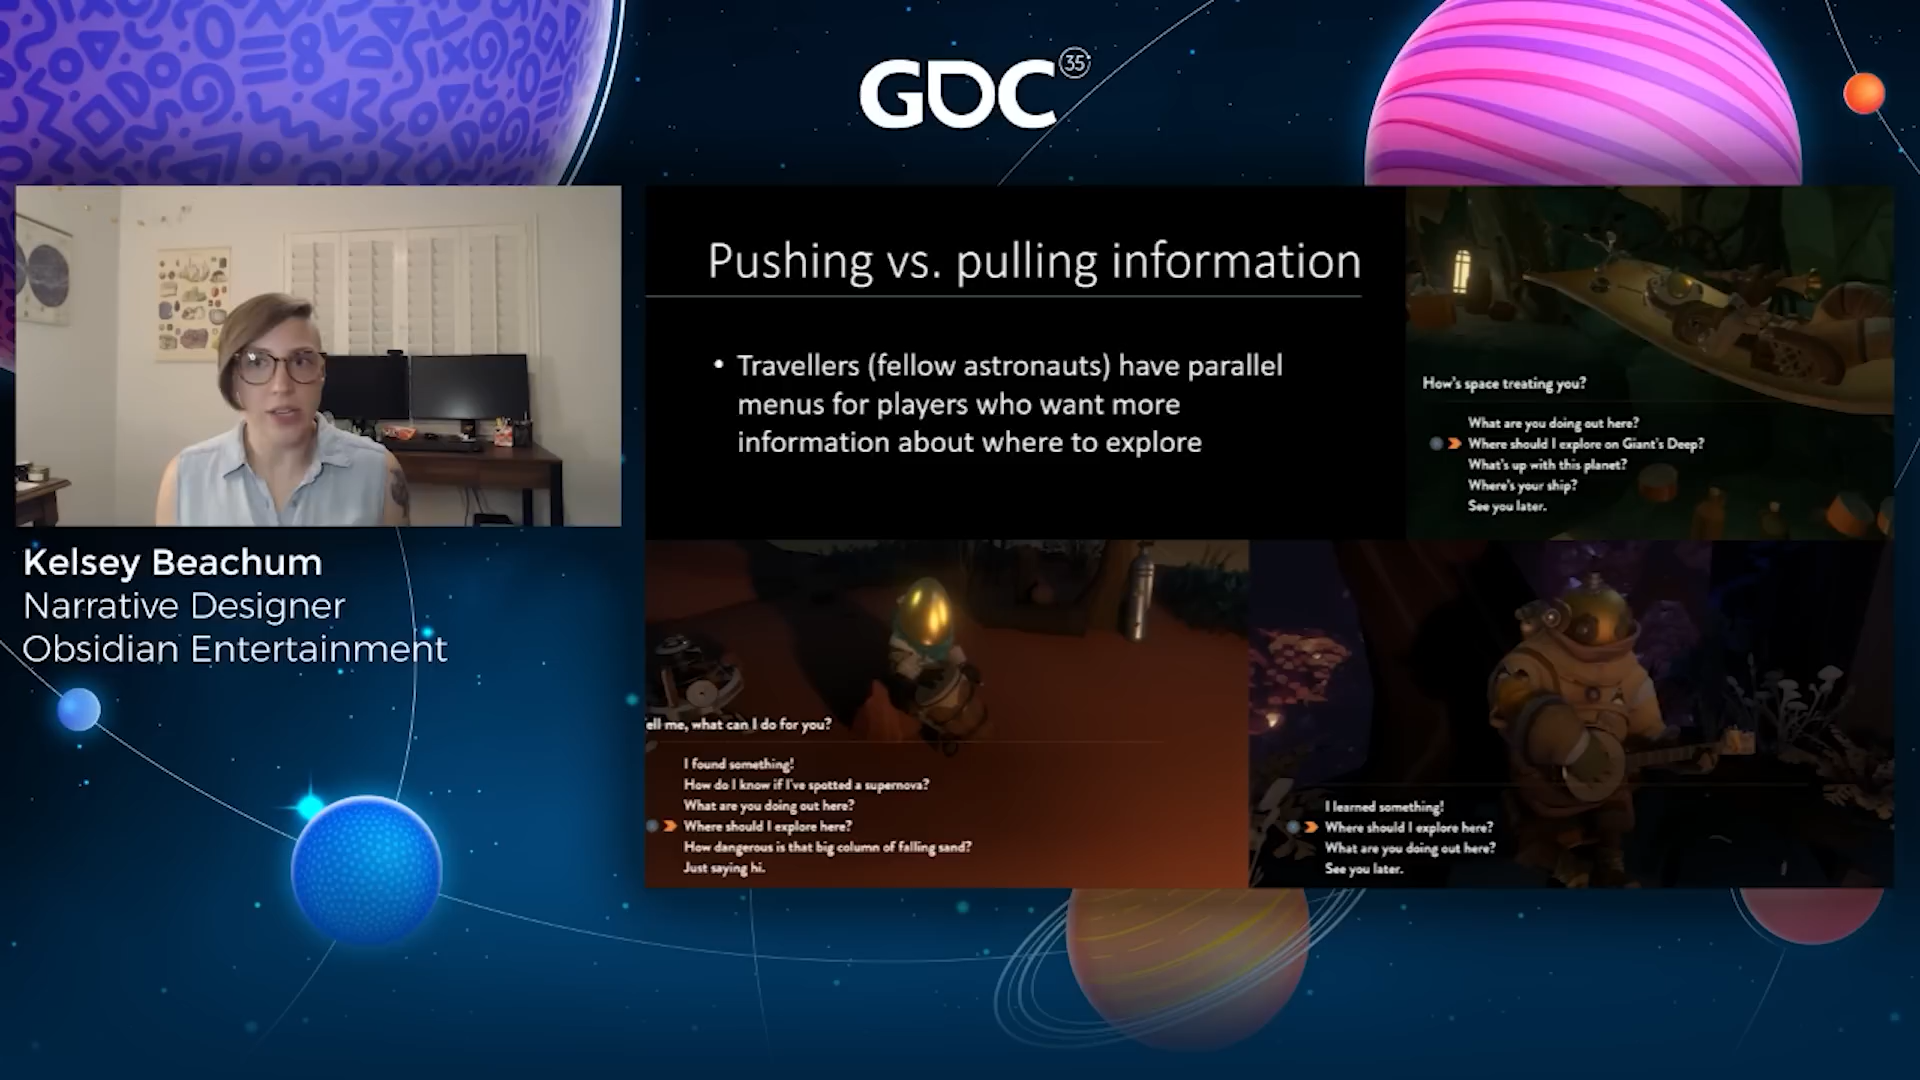 GDC 35
Pushing vs. pulling information
• Travellers (fellow astronauts) have parallel
menus for players who want more
information about where to explore
How's space treating you?
What are you doing out here?
Where should I explore on Giant's Deep?
What's up with this planet?
Where's your ship?
See you later.
Kelsey Beachum
Narrative Designer
Obsidian Entertainment
ell me, what can I do for you?
I found something!
How do I know if I've spotted a supernova?
What are you doing out here?
Where should I explore here?
How dangerous is that big column of falling sand?
Just saying hi.
I learned something!
Where should I explore here?
What are you doing out here?
See you later.